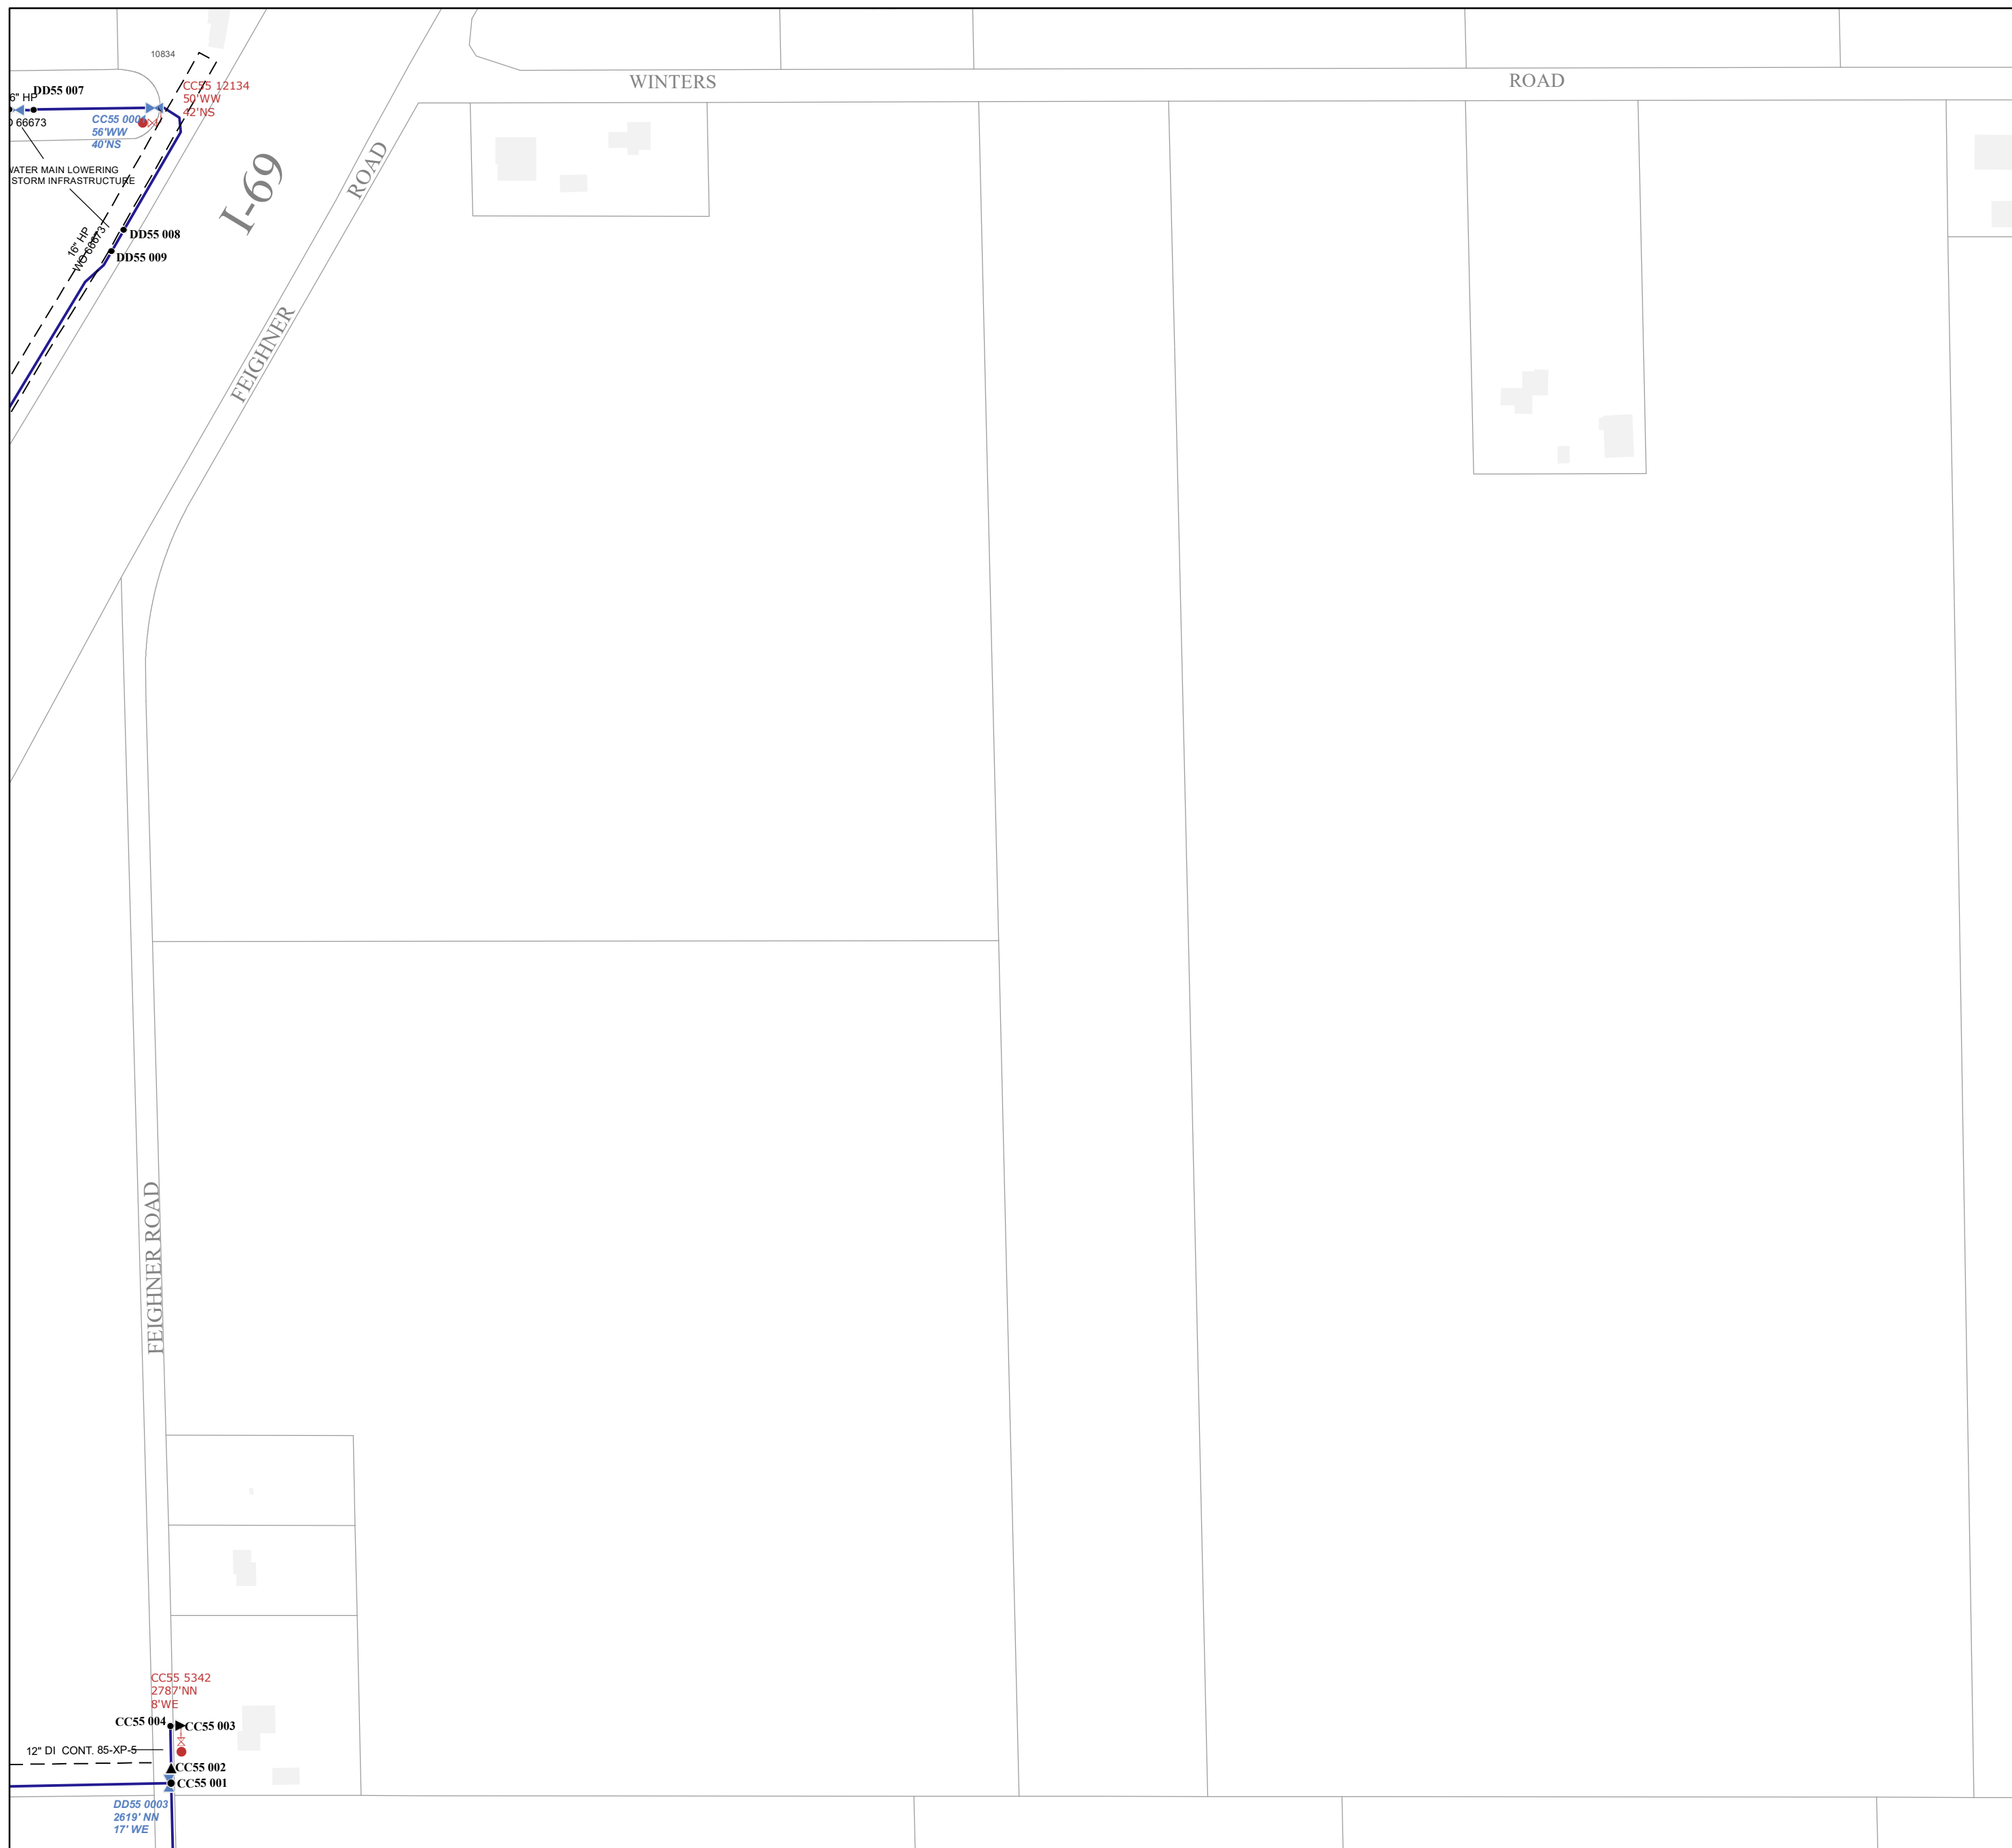 10834
WINTERS
ROAD
CC55 12134
50'WW
42'NS
6" HP
DD55 007
66673
CC55 0004
56'WW
40'NS
WATER MAIN LOWERING
STORM INFRASTRUCTURE
I-69
ROAD
16" HP
WO 66673
DD55 008
DD55 009
FEIGHNER
FEIGHNER ROAD
CC55 5342
2787'NN
8'WE
CC55 004
CC55 003
12" DI CONT. 85-XP-5
CC55 002
CC55 001
DD55 0003
2619' NN
17' WE